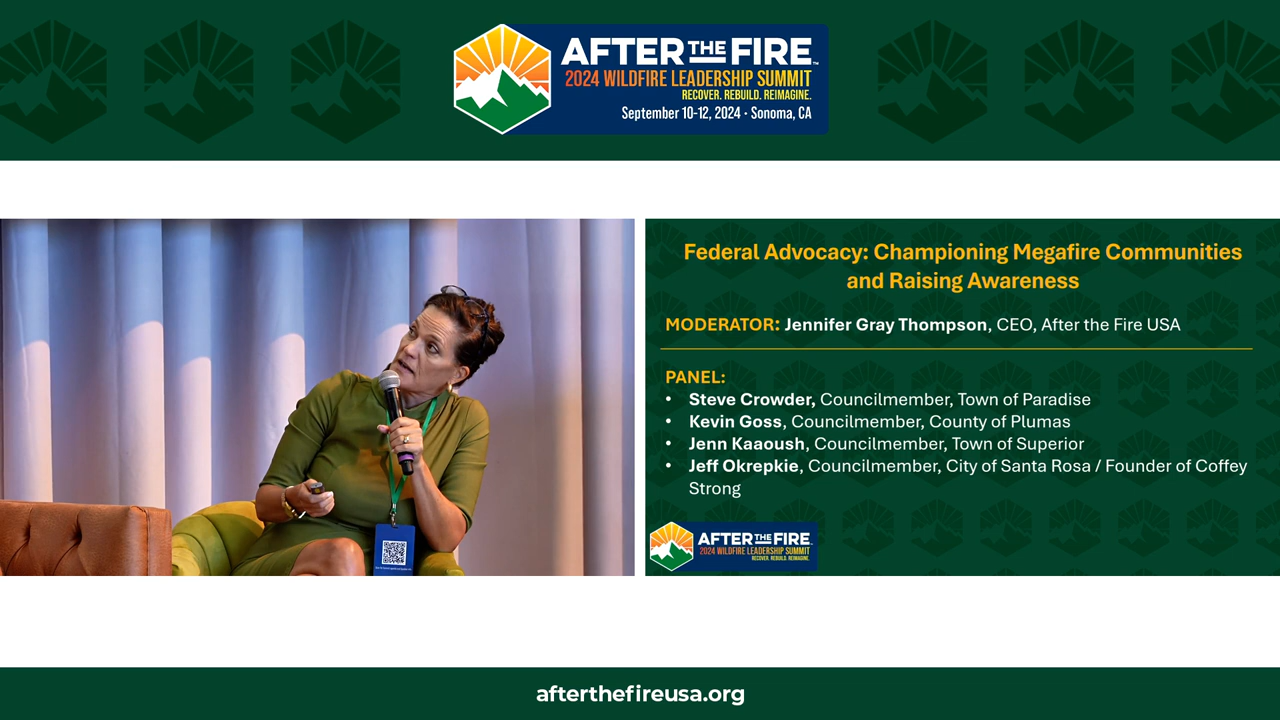 AFTER THE FIRE™
2024 WILDFIRE LEADERSHIP SUMMIT
RECOVER. REBUILD. REIMAGINE.
September 10-12, 2024 · Sonoma, CA
Federal Advocacy: Championing Megafire Communities
and Raising Awareness
MODERATOR: Jennifer Gray Thompson, CEO, After the Fire USA
PANEL:
• Steve Crowder, Councilmember, Town of Paradise
• Kevin Goss, Councilmember, County of Plumas
• Jenn Kaaoush, Councilmember, Town of Superior
• Jeff Okrepkie, Councilmember, City of Santa Rosa / Founder of Coffey
Strong
AFTER THE FIRE
2024 WILDFIRE LEADERSHIP SUMMIT
RECOVER. REBUILD. REIMAGINE.
afterthefireusa.org